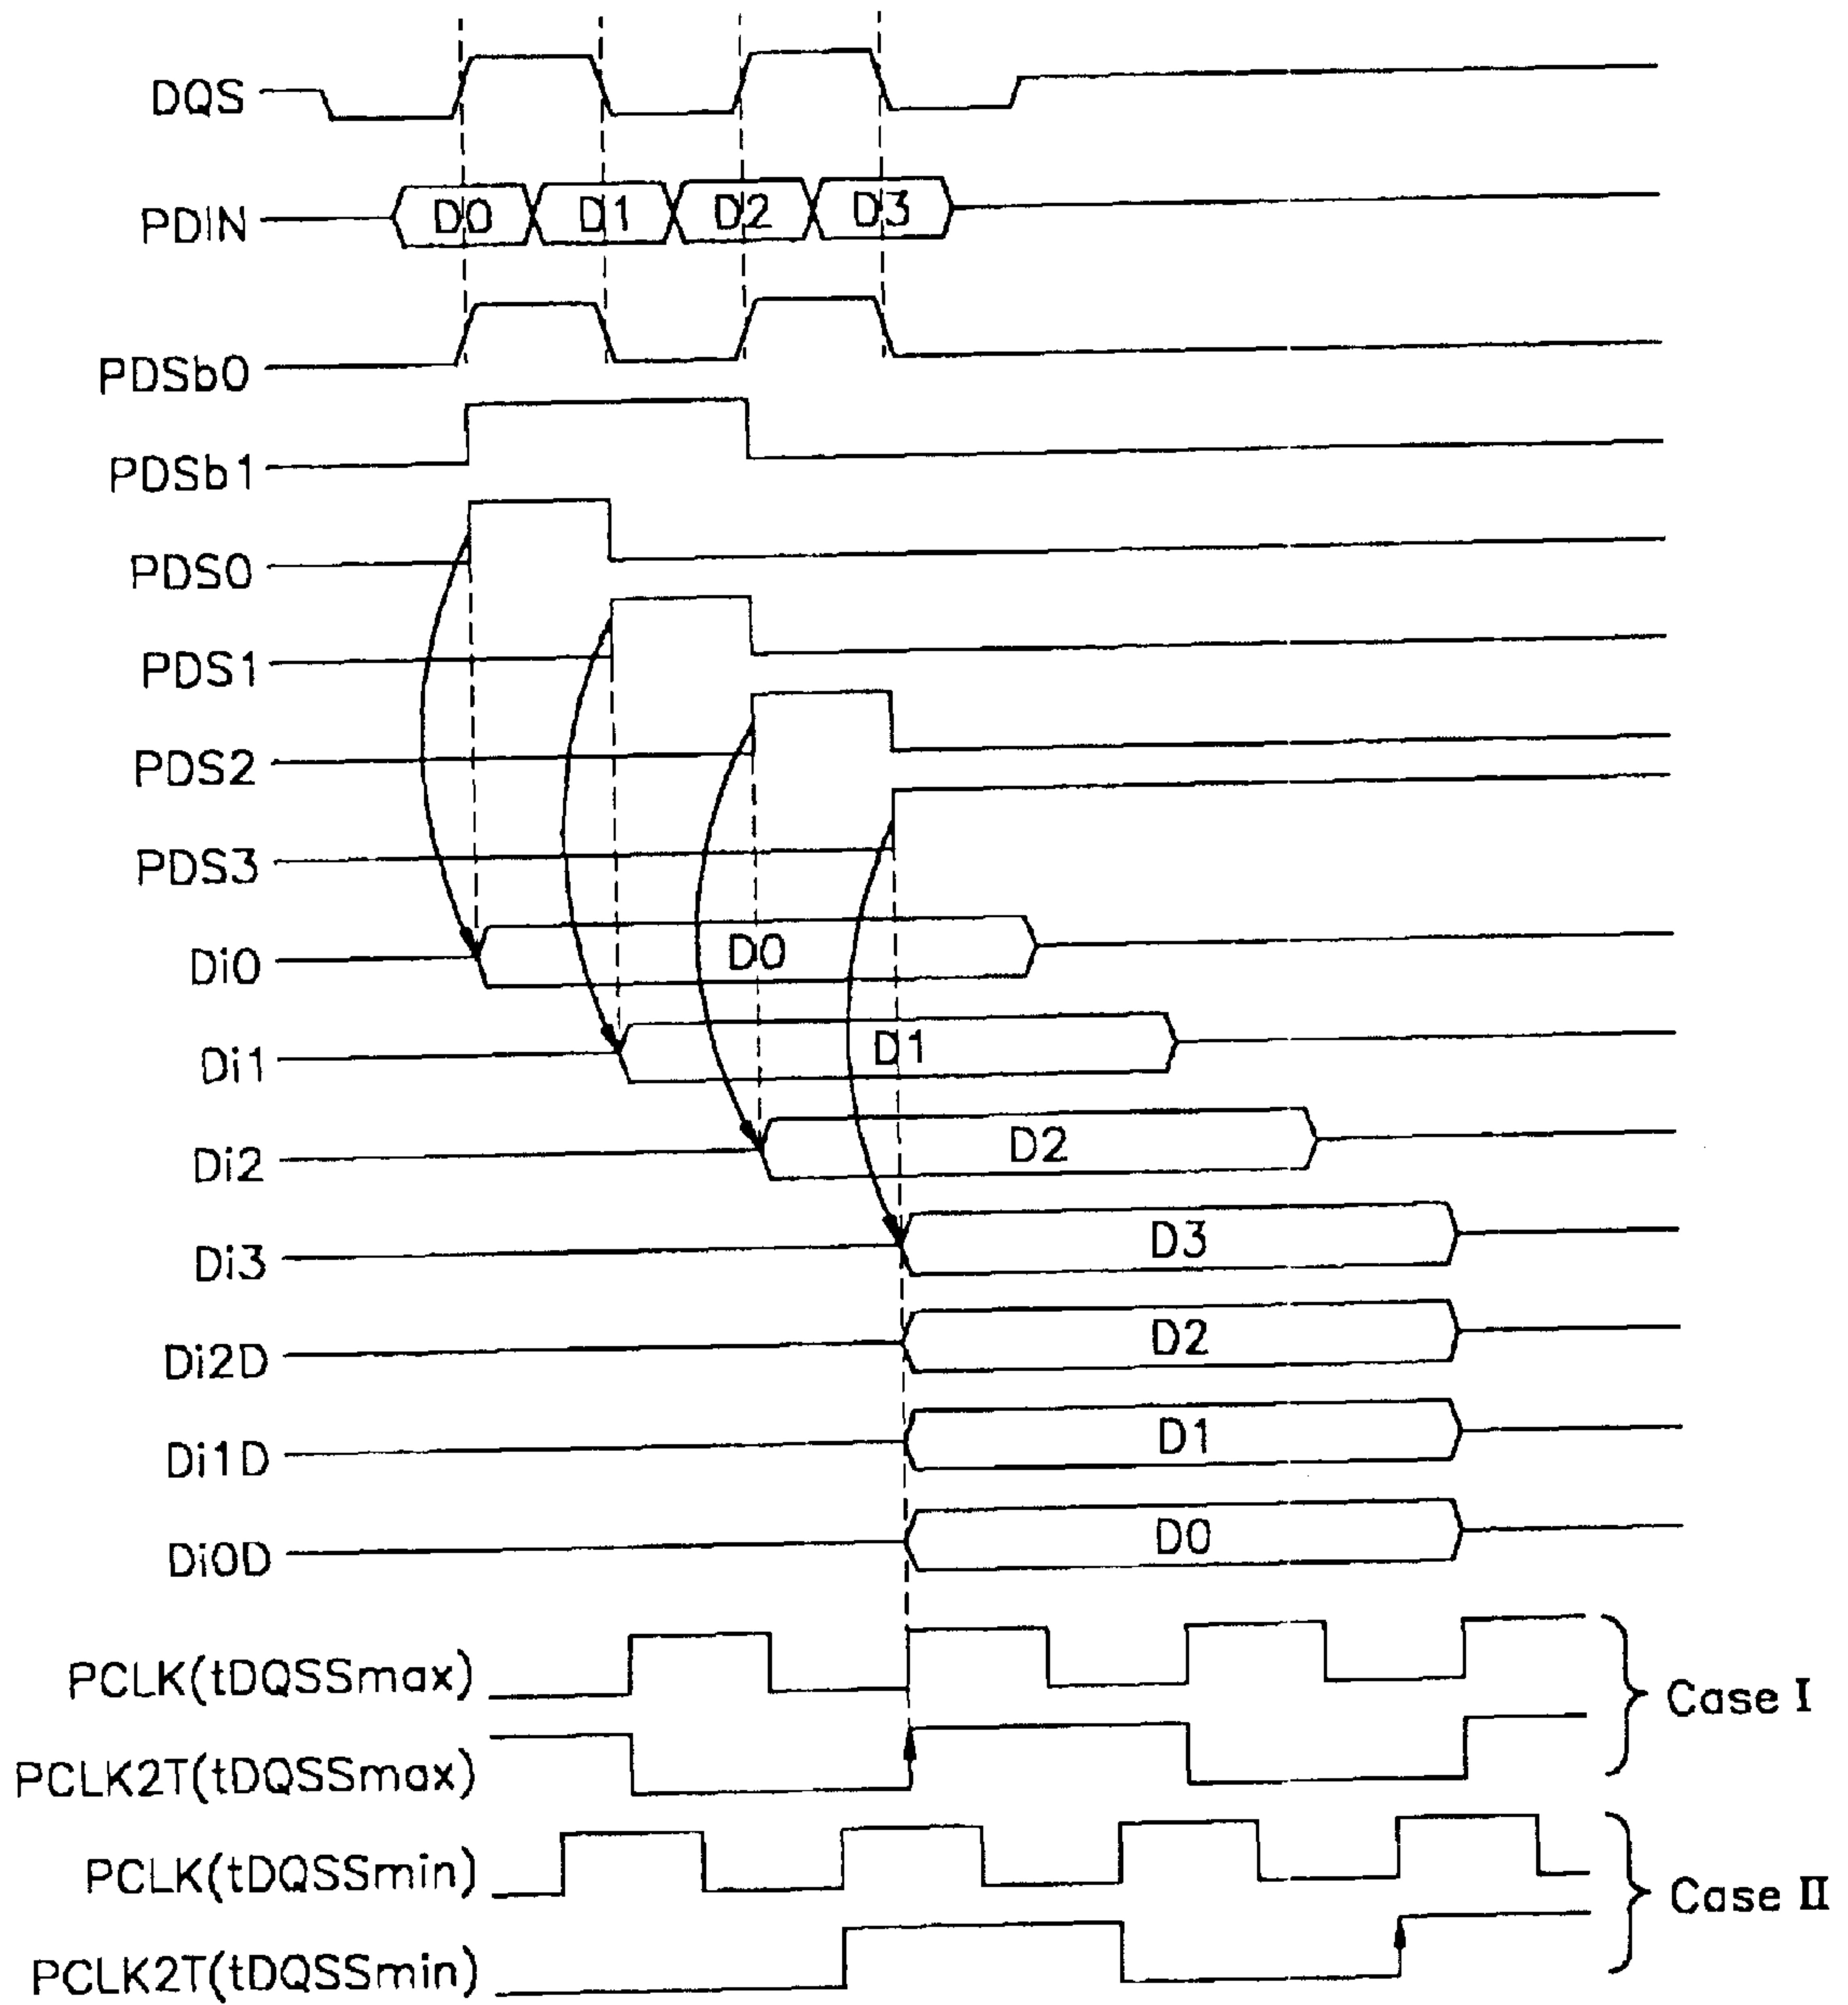 DQS
PDIN D0 D1 D2 D3
PDSb0
PDSb1
PDS0
PDS1
PDS2
PDS3
Di0 D0
Di1 D1
Di2 D2
Di3 D3
Di2D D2
Di1D D1
Di0D D0
PCLK(tDQSSmax)
Case I
PCLK2T(tDQSSmax)
PCLK(tDQSSmin)
Case II
PCLK2T(tDQSSmin)